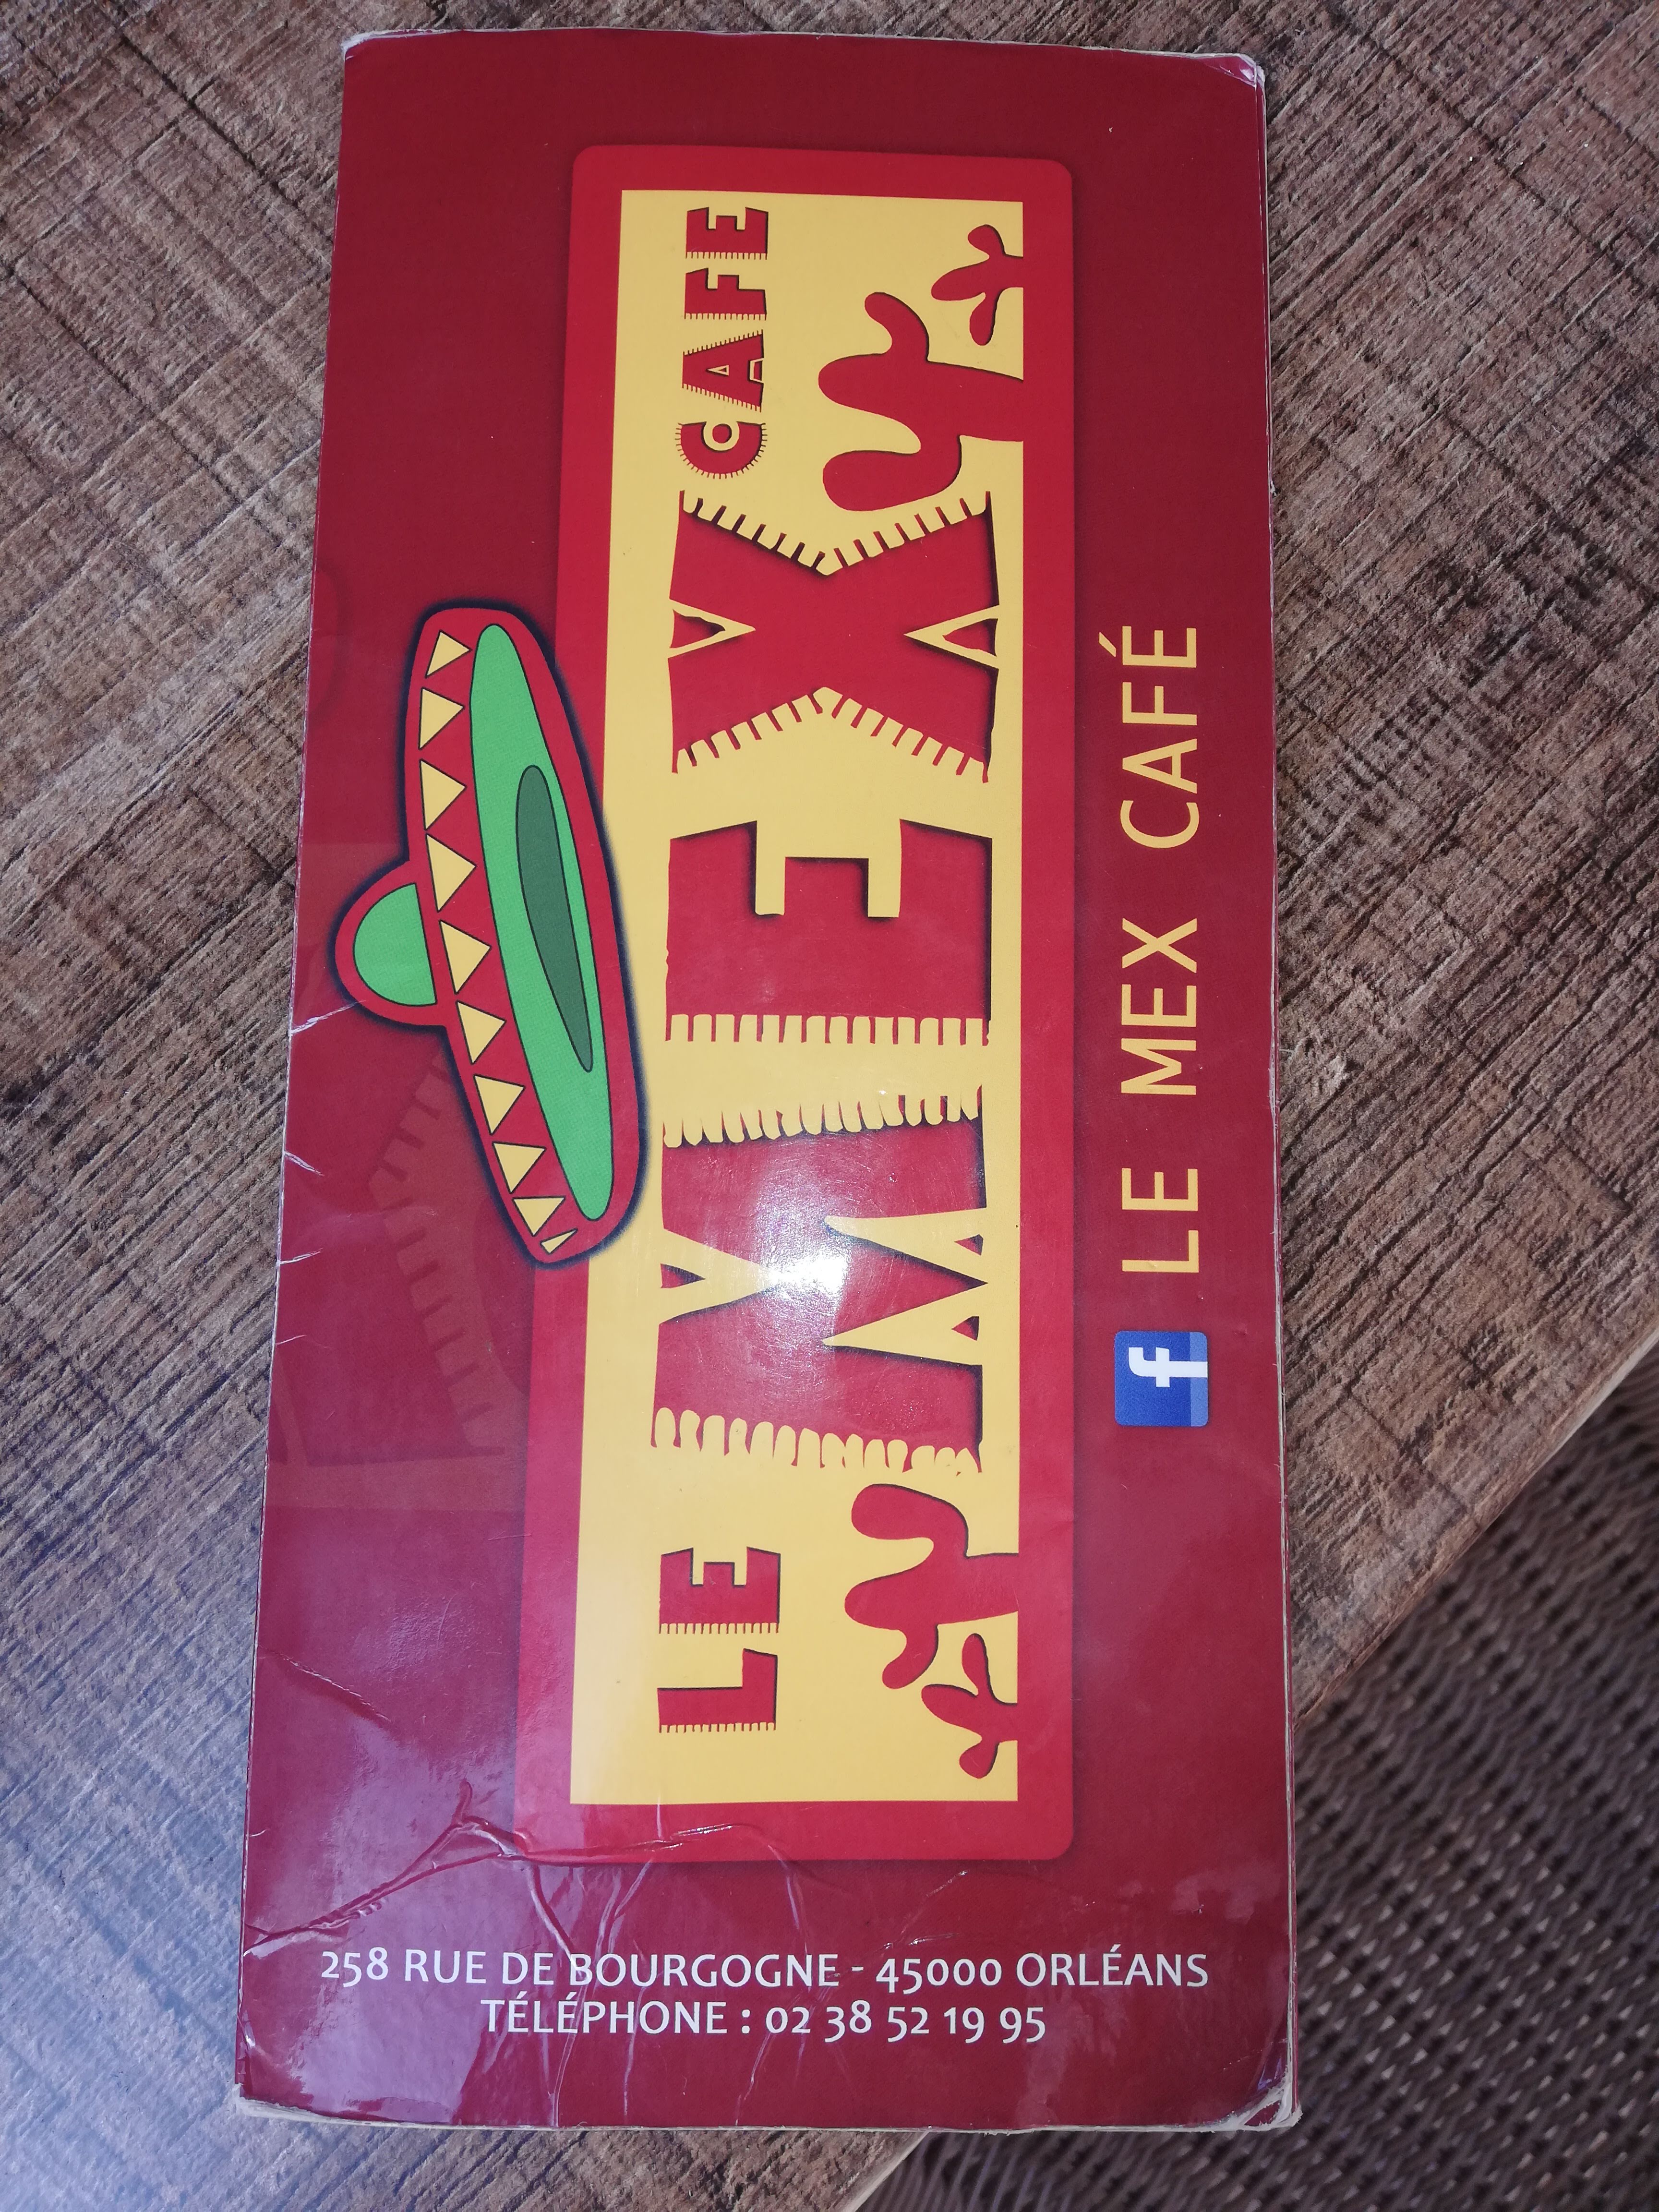 LE MEX CAFE
f LE MEX CAFÉ
258 RUE DE BOURGOGNE - 45000 ORLÉANS
TÉLÉPHONE : 02 38 52 19 95